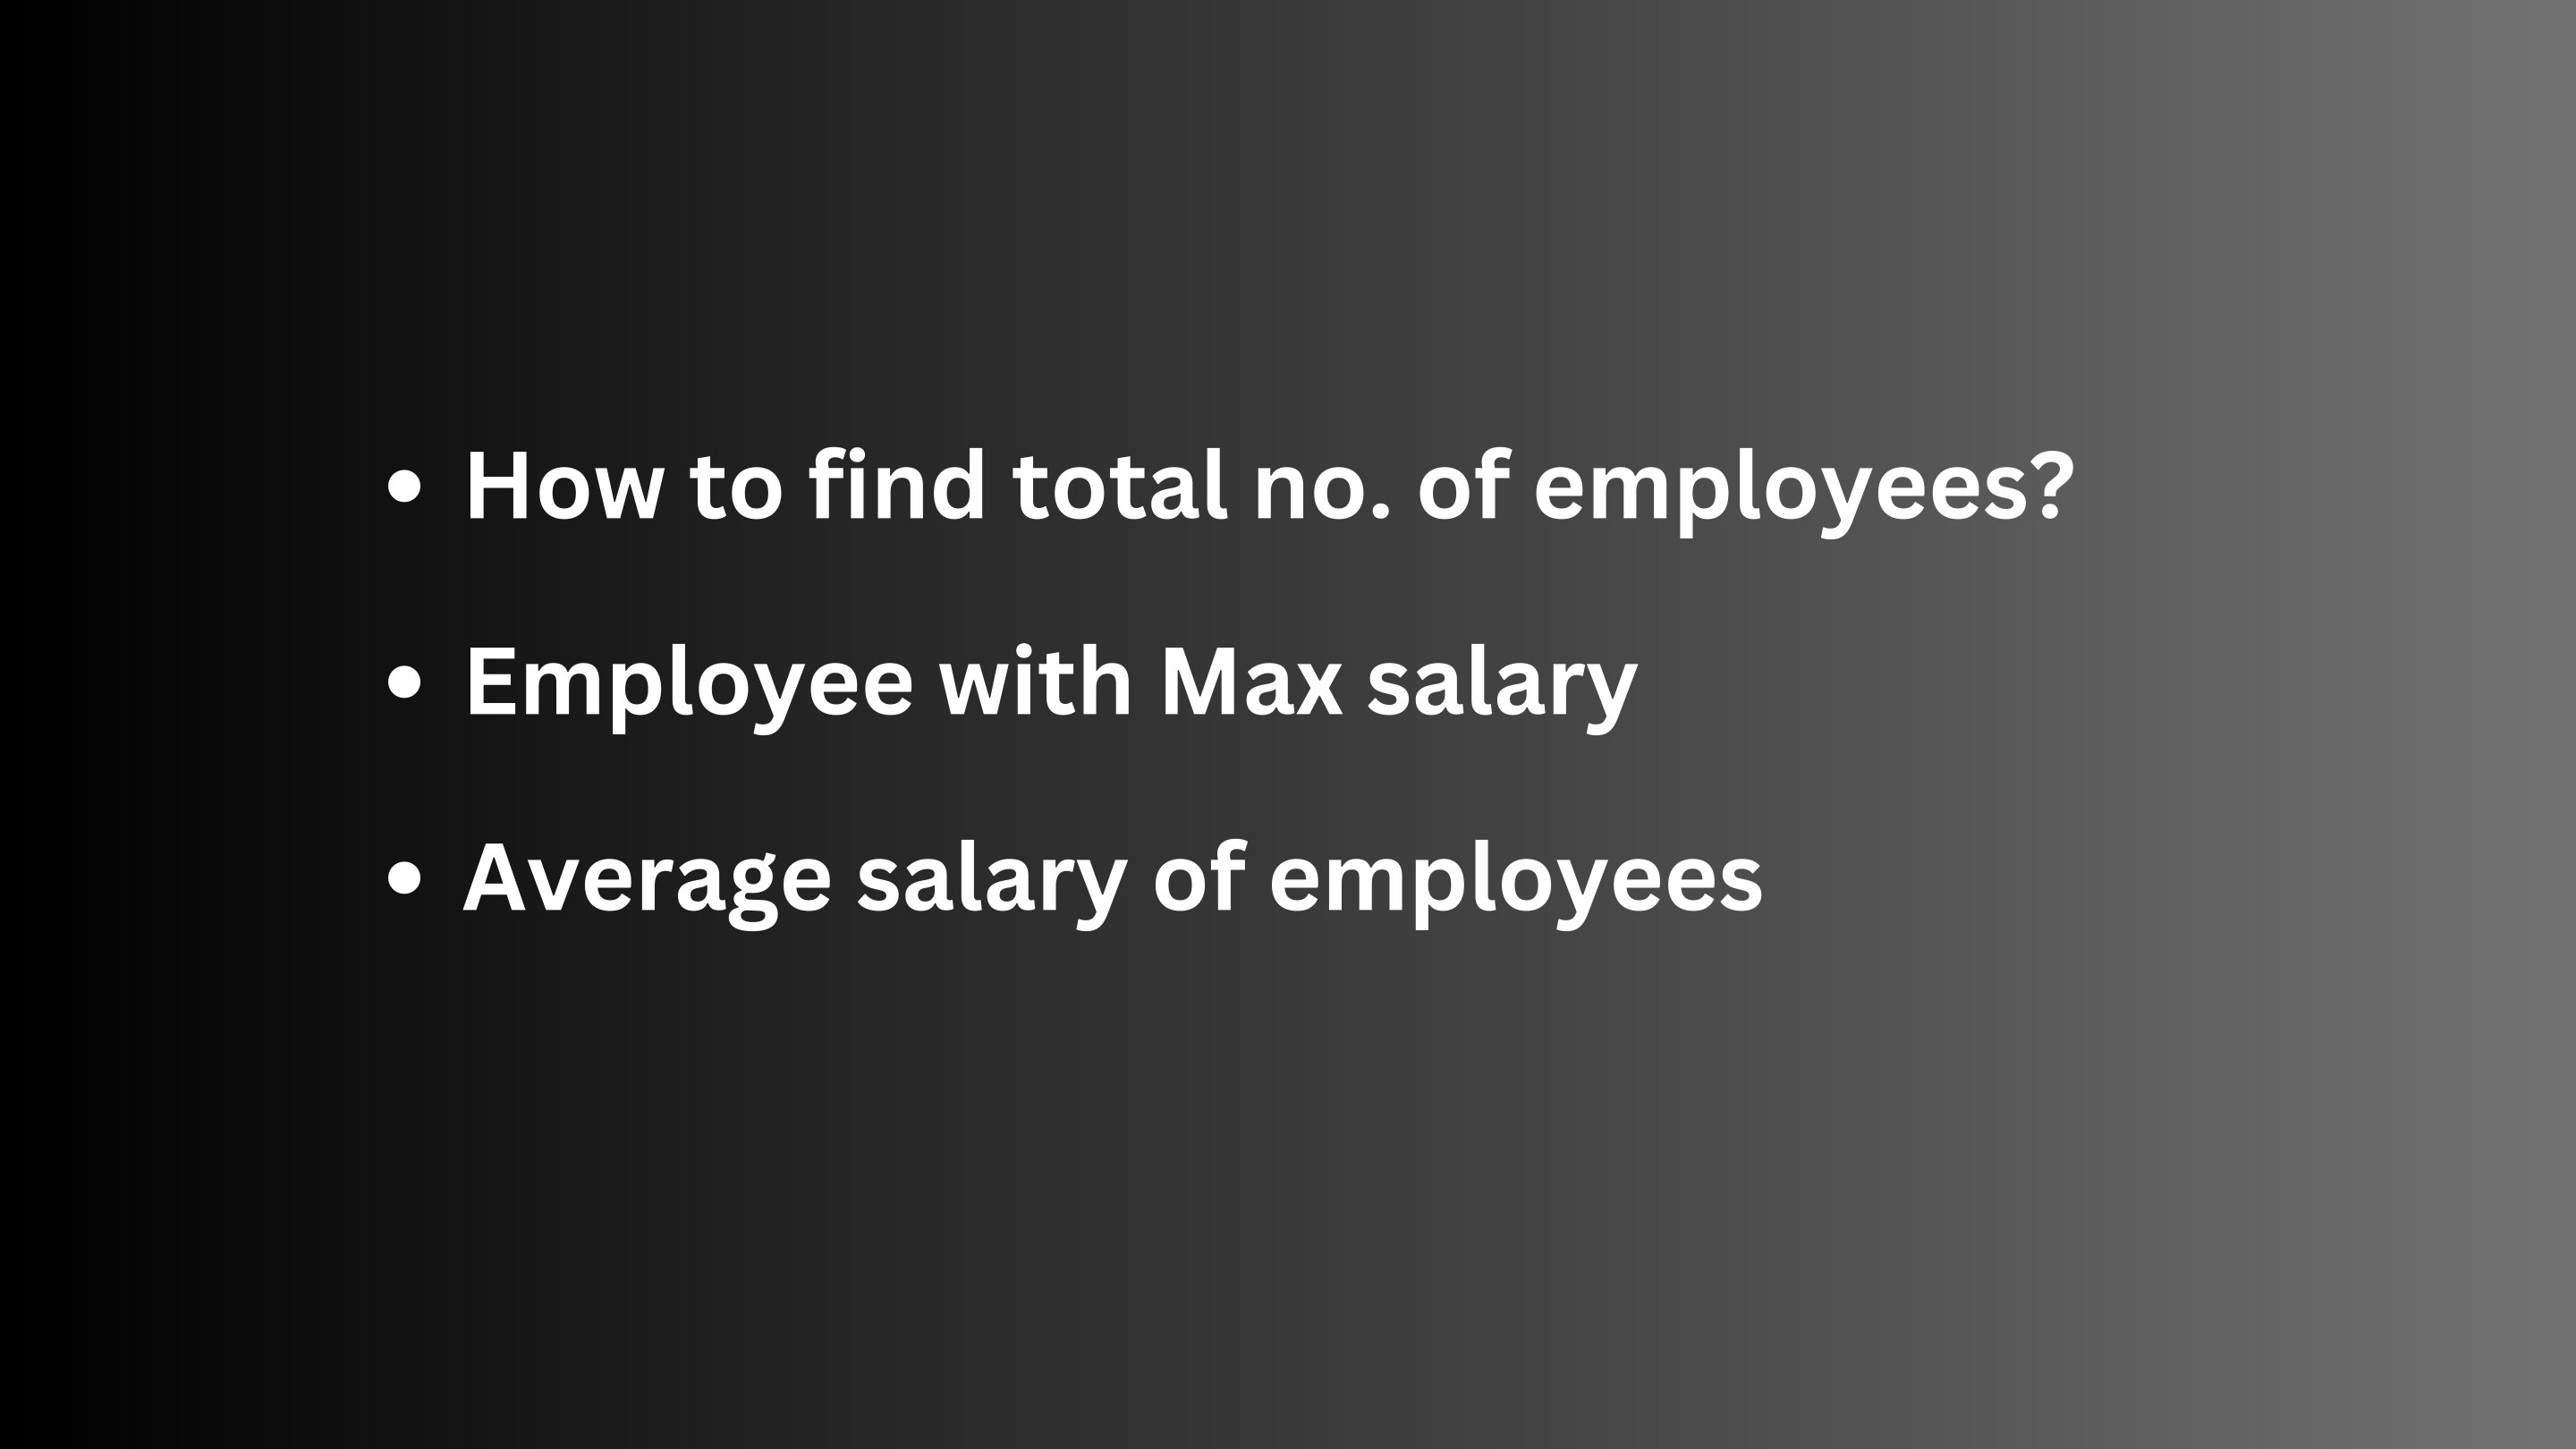 • How to find total no. of employees?
• Employee with Max salary
• Average salary of employees